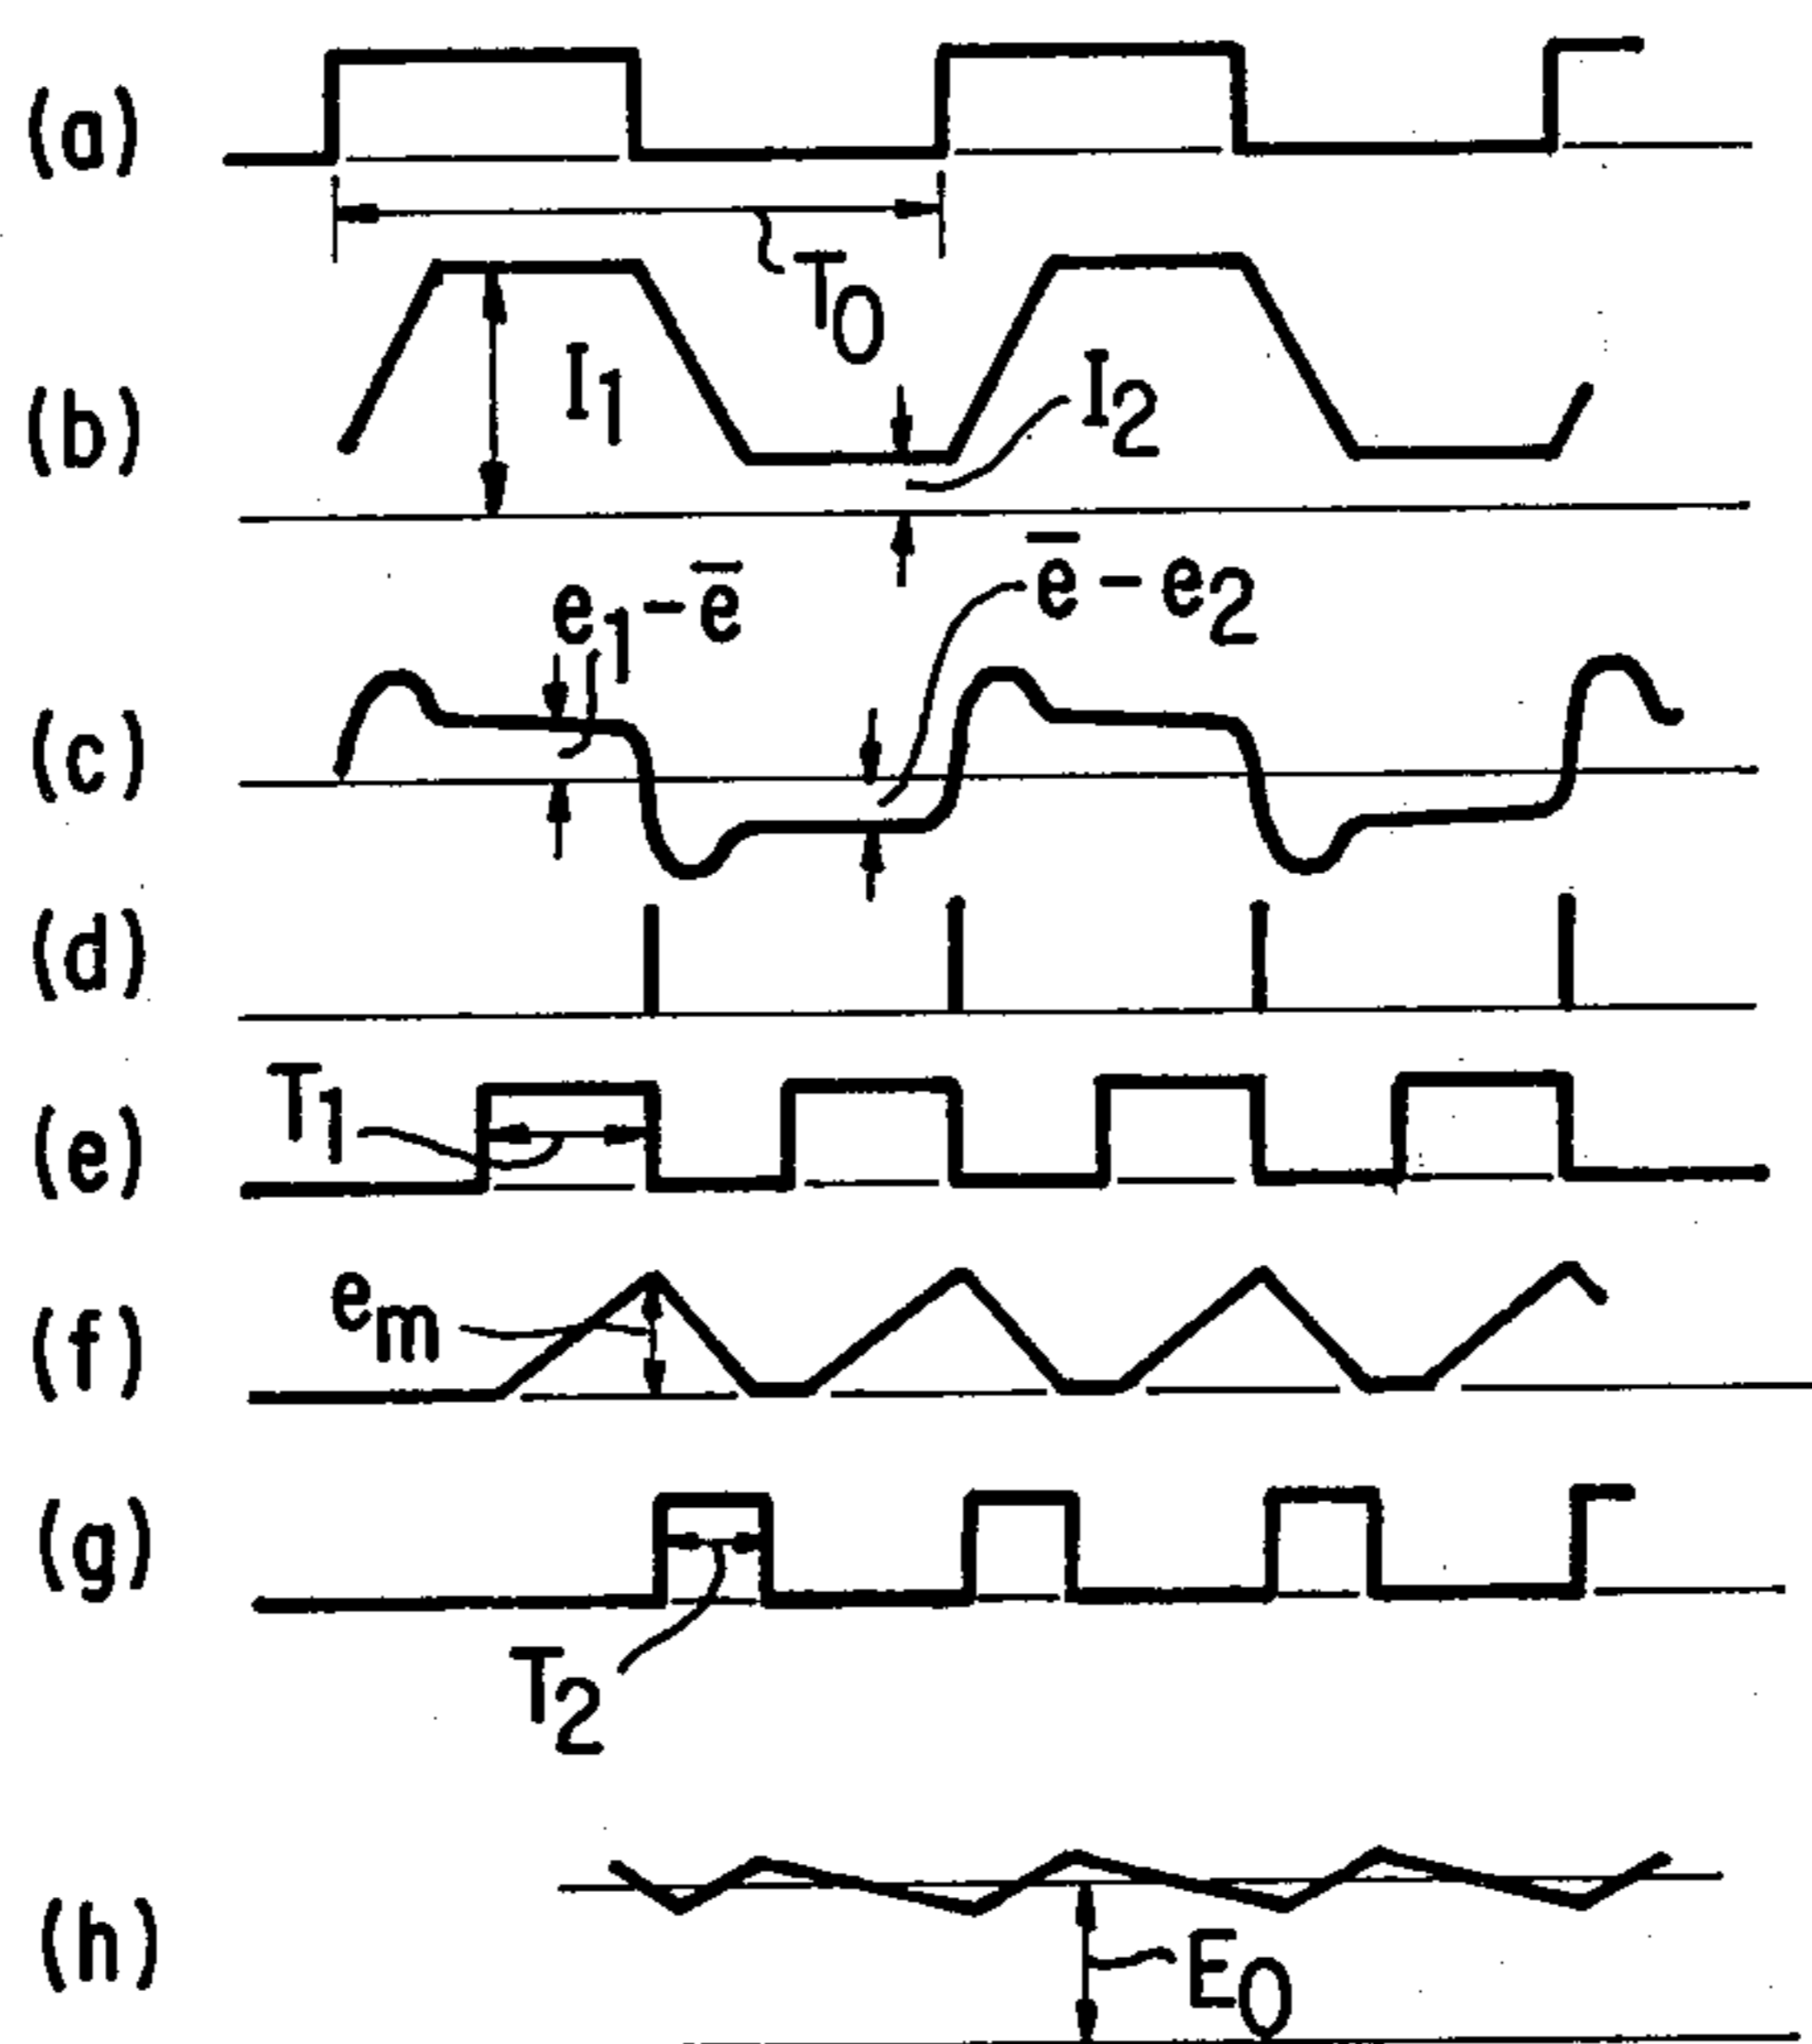 (a)
T0
(b)
I1
I2
e1-e̅
e̅-e2
(c)
(d)
T1
(e)
em
(f)
(g)
T2
(h)
E0